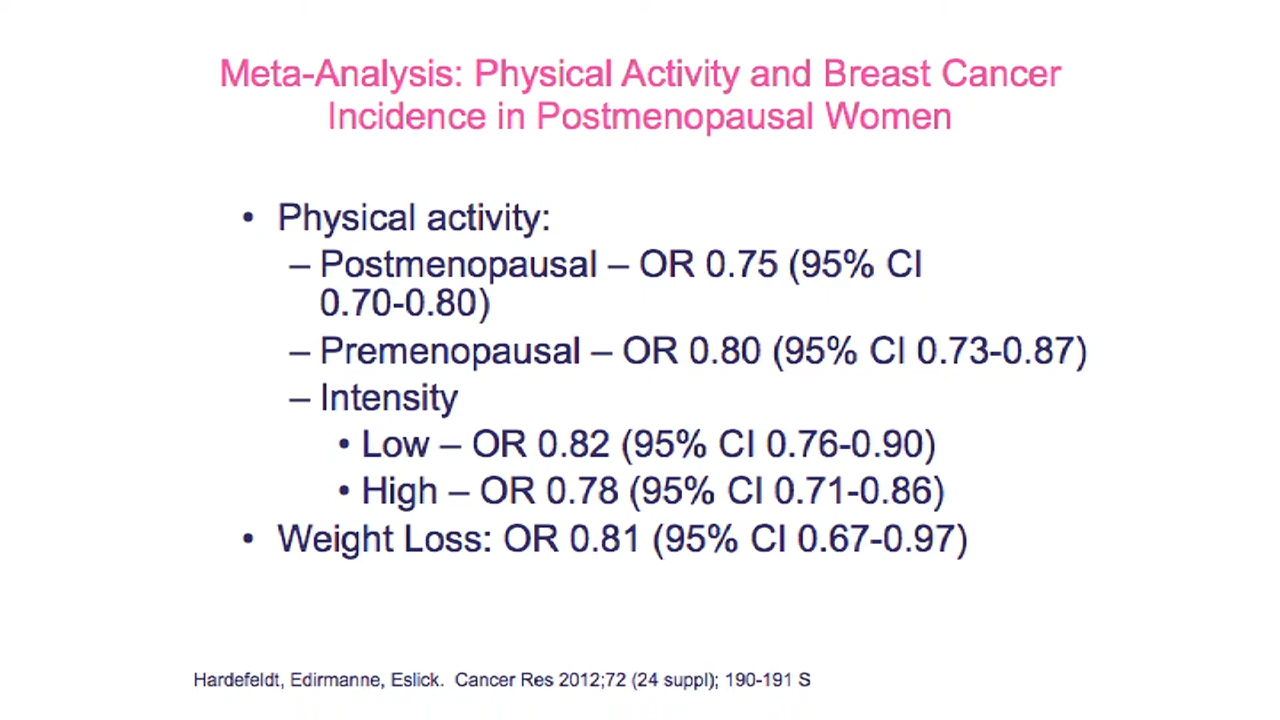 Meta-Analysis: Physical Activity and Breast Cancer
Incidence in Postmenopausal Women
• Physical activity:
– Postmenopausal – OR 0.75 (95% CI
0.70-0.80)
– Premenopausal – OR 0.80 (95% CI 0.73-0.87)
– Intensity
• Low – OR 0.82 (95% CI 0.76-0.90)
• High – OR 0.78 (95% CI 0.71-0.86)
• Weight Loss: OR 0.81 (95% CI 0.67-0.97)
Hardefeldt, Edirmanne, Eslick. Cancer Res 2012;72 (24 suppl); 190-191 S